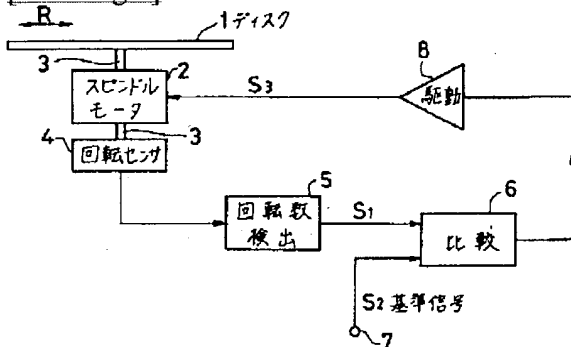 R
1 ディスク
3
2
スピンドル
モータ
3
4
回転センサ
5
回転数
検出
S1
6
比較
S2 基準信号
7
8
駆動
S3